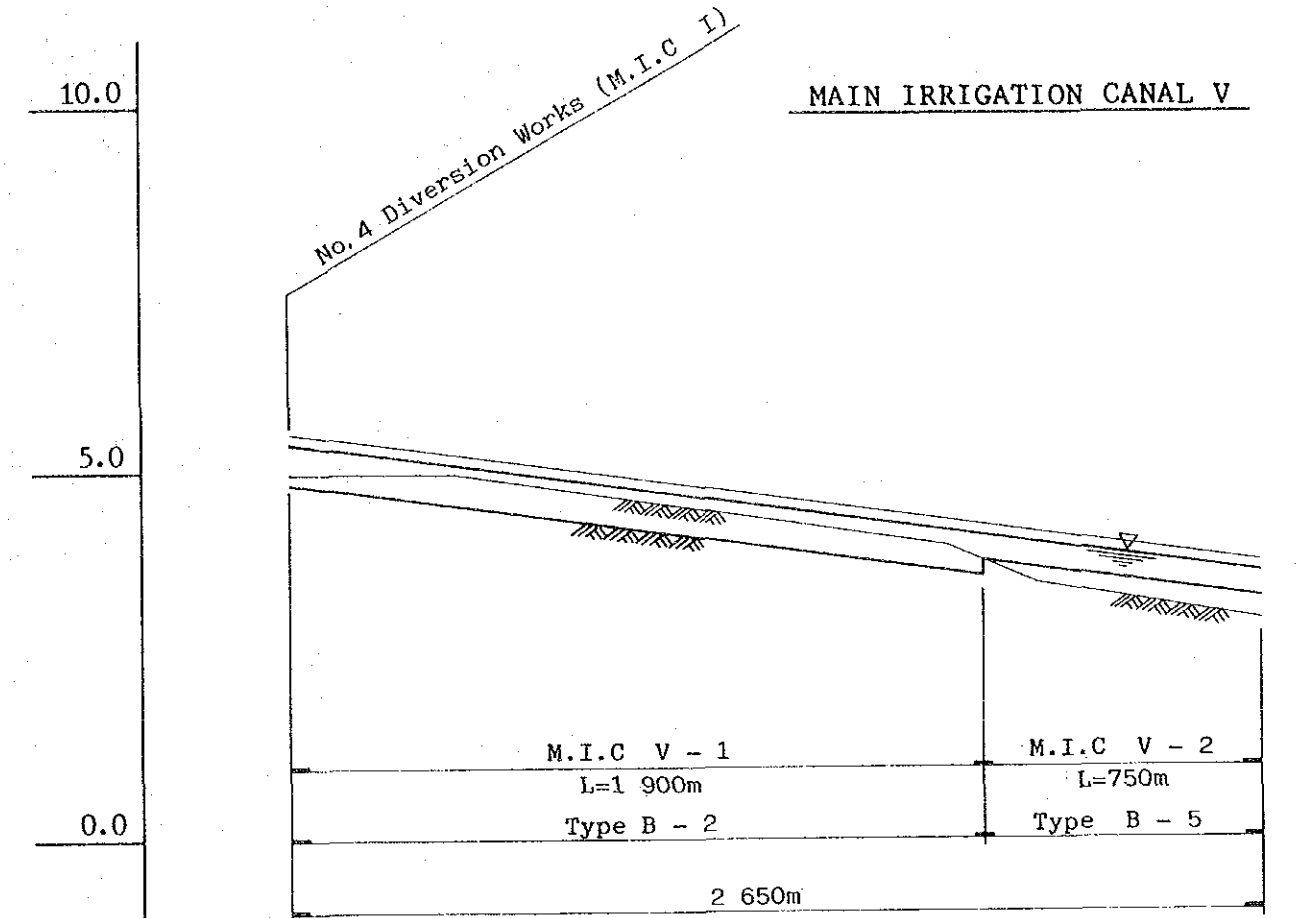 MAIN IRRIGATION CANAL V
10.0
No.4 Diversion Works (M.I.C I)
5.0
M.I.C V - 1
M.I.C V - 2
L=1 900m
L=750m
0.0
Type B - 2
Type B - 5
2 650m